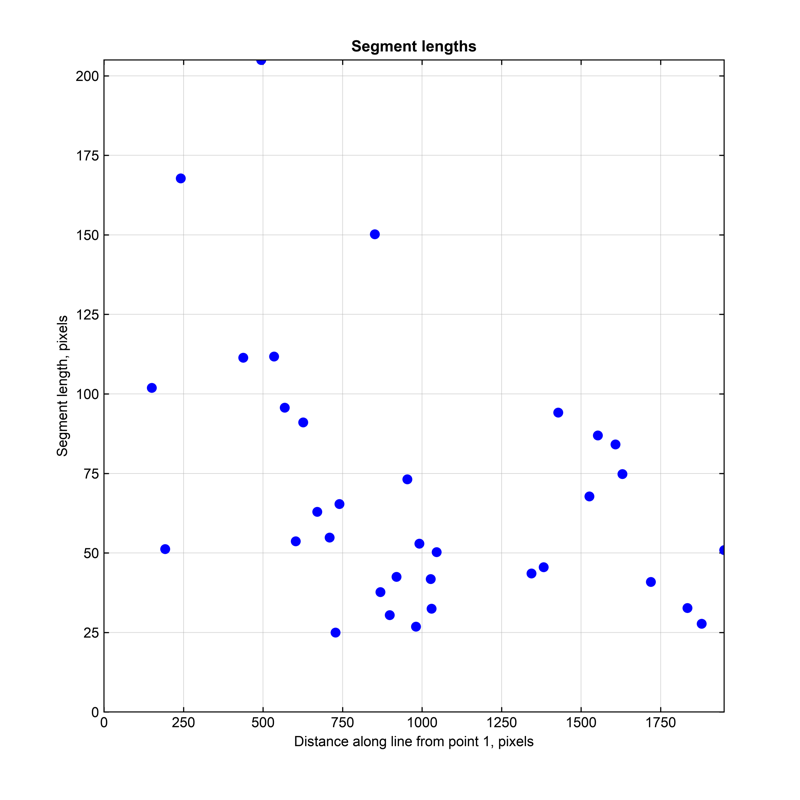 Segment lengths
200
175
150
125
100
75
50
25
0
Segment length, pixels
0 250 500 750 1000 1250 1500 1750
Distance along line from point 1, pixels